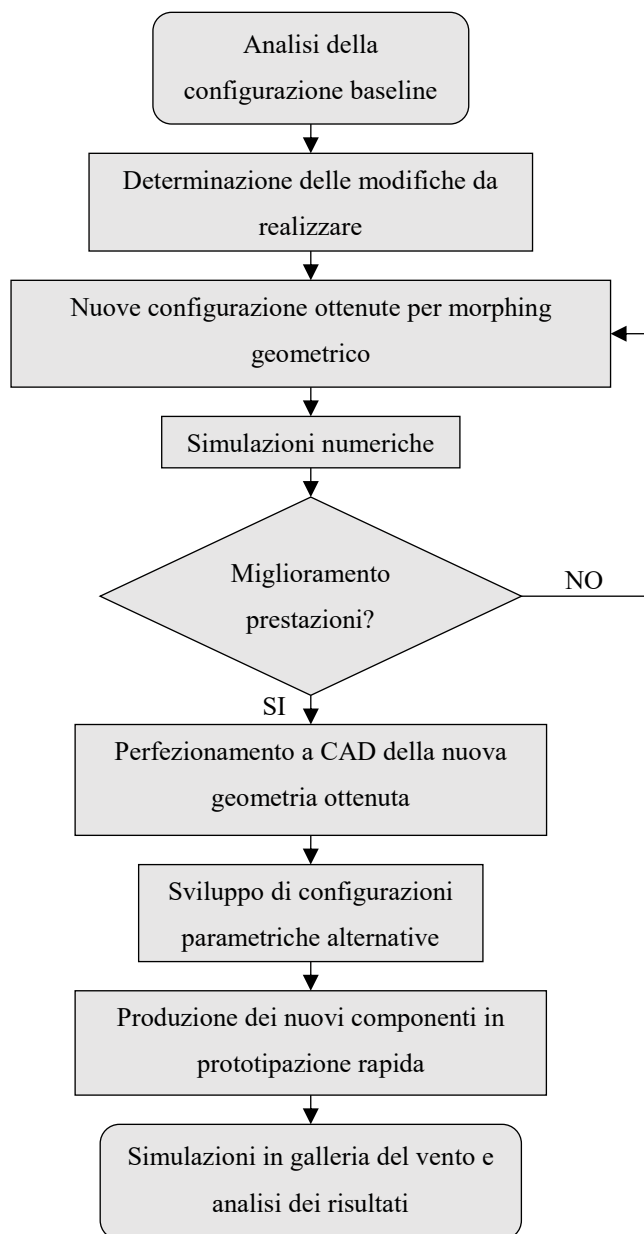 Analisi della
configurazione baseline
Determinazione delle modifiche da
realizzare
Nuove configurazione ottenute per morphing
geometrico
Simulazioni numeriche
Miglioramento
prestazioni?
NO
SI
Perfezionamento a CAD della nuova
geometria ottenuta
Sviluppo di configurazioni
parametriche alternative
Produzione dei nuovi componenti in
prototipazione rapida
Simulazioni in galleria del vento e
analisi dei risultati